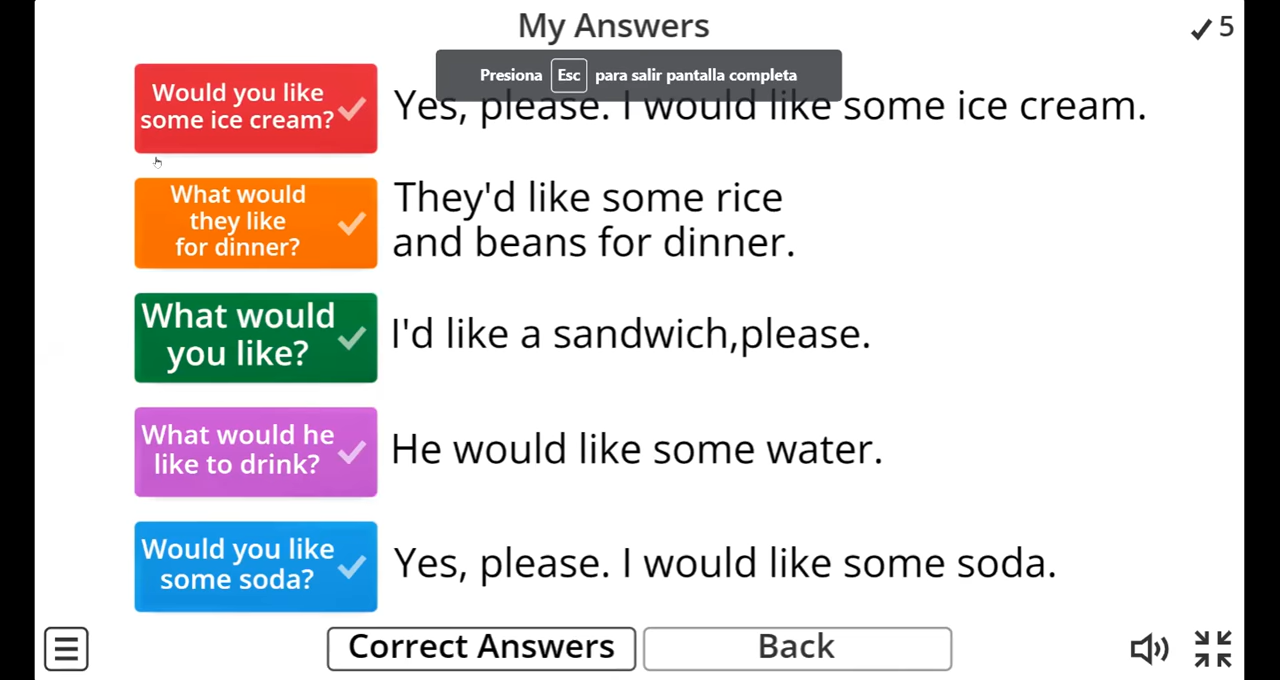 My Answers
5
Presiona Esc para salir pantalla completa
Would you like
some ice cream?
Yes, please. I would like some ice cream.
What would
they like
for dinner?
They'd like some rice
and beans for dinner.
What would
you like?
I'd like a sandwich,please.
What would he
like to drink?
He would like some water.
Would you like
some soda?
Yes, please. I would like some soda.
Correct Answers
Back